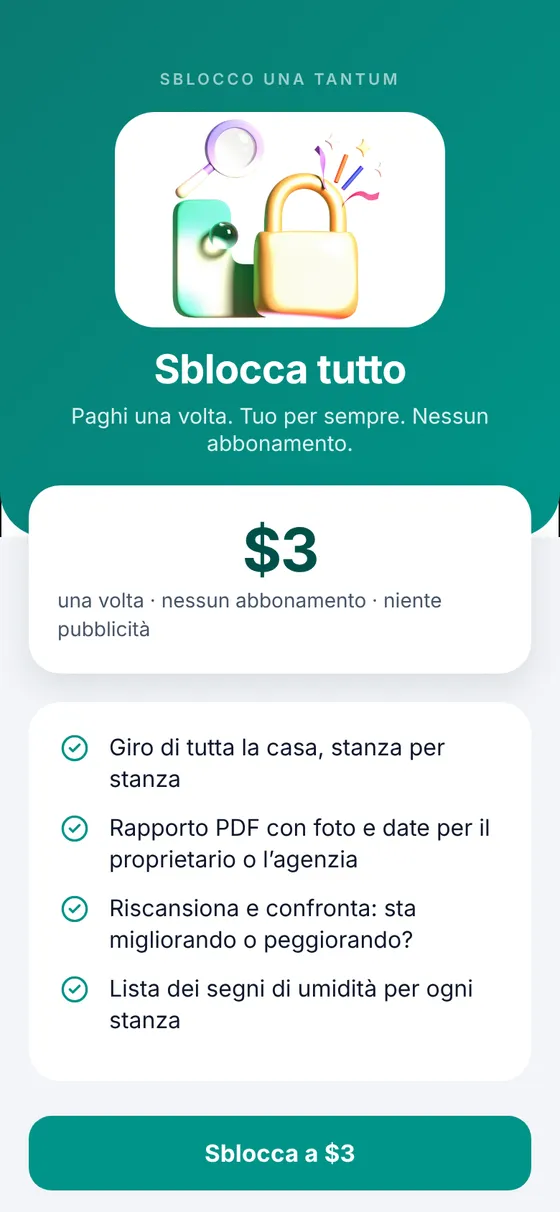 SBLOCCO UNA TANTUM
Sblocca tutto
Paghi una volta. Tuo per sempre. Nessun
abbonamento.
$3
una volta · nessun abbonamento · niente
pubblicità
Giro di tutta la casa, stanza per
stanza
Rapporto PDF con foto e date per il
proprietario o l’agenzia
Riscansiona e confronta: sta
migliorando o peggiorando?
Lista dei segni di umidità per ogni
stanza
Sblocca a $3